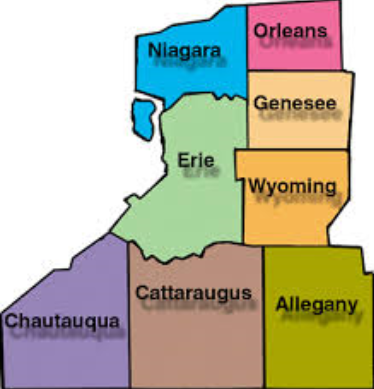 Orleans
Niagara
Genesee
Erie
Wyoming
Cattaraugus
Allegany
Chautauqua